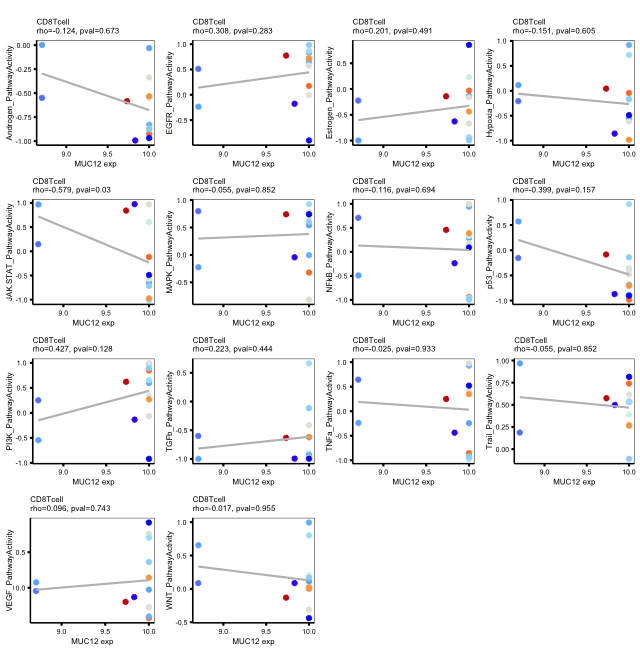 CD8Tcell
rho=-0.124, pval=0.673
Androgen_PathwayActivity
0.00
-0.25
-0.50
-0.75
-1.00
9.0
9.5
10.0
MUC12 exp
CD8Tcell
rho=0.308, pval=0.283
EGFR_PathwayActivity
1.0
0.5
0.0
-0.5
9.0
9.5
10.0
MUC12 exp
CD8Tcell
rho=0.201, pval=0.491
Estrogen_PathwayActivity
1.0
0.5
0.0
-0.5
-1.0
9.0
9.5
10.0
MUC12 exp
CD8Tcell
rho=-0.151, pval=0.605
Hypoxia_PathwayActivity
1.0
0.5
0.0
-0.5
-1.0
9.0
9.5
10.0
MUC12 exp
CD8Tcell
rho=-0.579, pval=0.03
JAK-STAT_PathwayActivity
1.0
0.5
0.0
-0.5
-1.0
9.0
9.5
10.0
MUC12 exp
CD8Tcell
rho=-0.055, pval=0.852
MAPK_PathwayActivity
1.0
0.5
0.0
-0.5
9.0
9.5
10.0
MUC12 exp
CD8Tcell
rho=-0.116, pval=0.694
NFkB_PathwayActivity
1.0
0.5
0.0
-0.5
-1.0
9.0
9.5
10.0
MUC12 exp
CD8Tcell
rho=-0.399, pval=0.157
p53_PathwayActivity
1.0
0.5
0.0
-0.5
-1.0
9.0
9.5
10.0
MUC12 exp
CD8Tcell
rho=0.427, pval=0.128
PI3K_PathwayActivity
1.0
0.5
0.0
-0.5
-1.0
9.0
9.5
10.0
MUC12 exp
CD8Tcell
rho=0.223, pval=0.444
TGFb_PathwayActivity
0.5
0.0
-0.5
-1.0
9.0
9.5
10.0
MUC12 exp
CD8Tcell
rho=-0.025, pval=0.933
TNFa_PathwayActivity
1.0
0.5
0.0
-0.5
-1.0
9.0
9.5
10.0
MUC12 exp
CD8Tcell
rho=-0.055, pval=0.852
Trail_PathwayActivity
1.00
0.75
0.50
0.25
0.00
9.0
9.5
10.0
MUC12 exp
CD8Tcell
rho=0.096, pval=0.743
VEGF_PathwayActivity
0.5
0.0
9.0
9.5
10.0
MUC12 exp
CD8Tcell
rho=-0.017, pval=0.955
WNT_PathwayActivity
1.0
0.5
0.0
-0.5
9.0
9.5
10.0
MUC12 exp